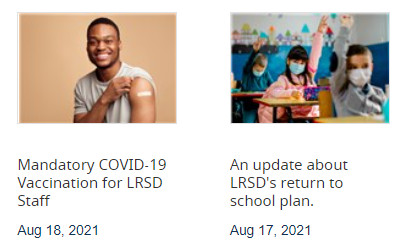 Mandatory COVID-19
Vaccination for LRSD
Staff
Aug 18, 2021
An update about
LRSD's return to
school plan.
Aug 17, 2021